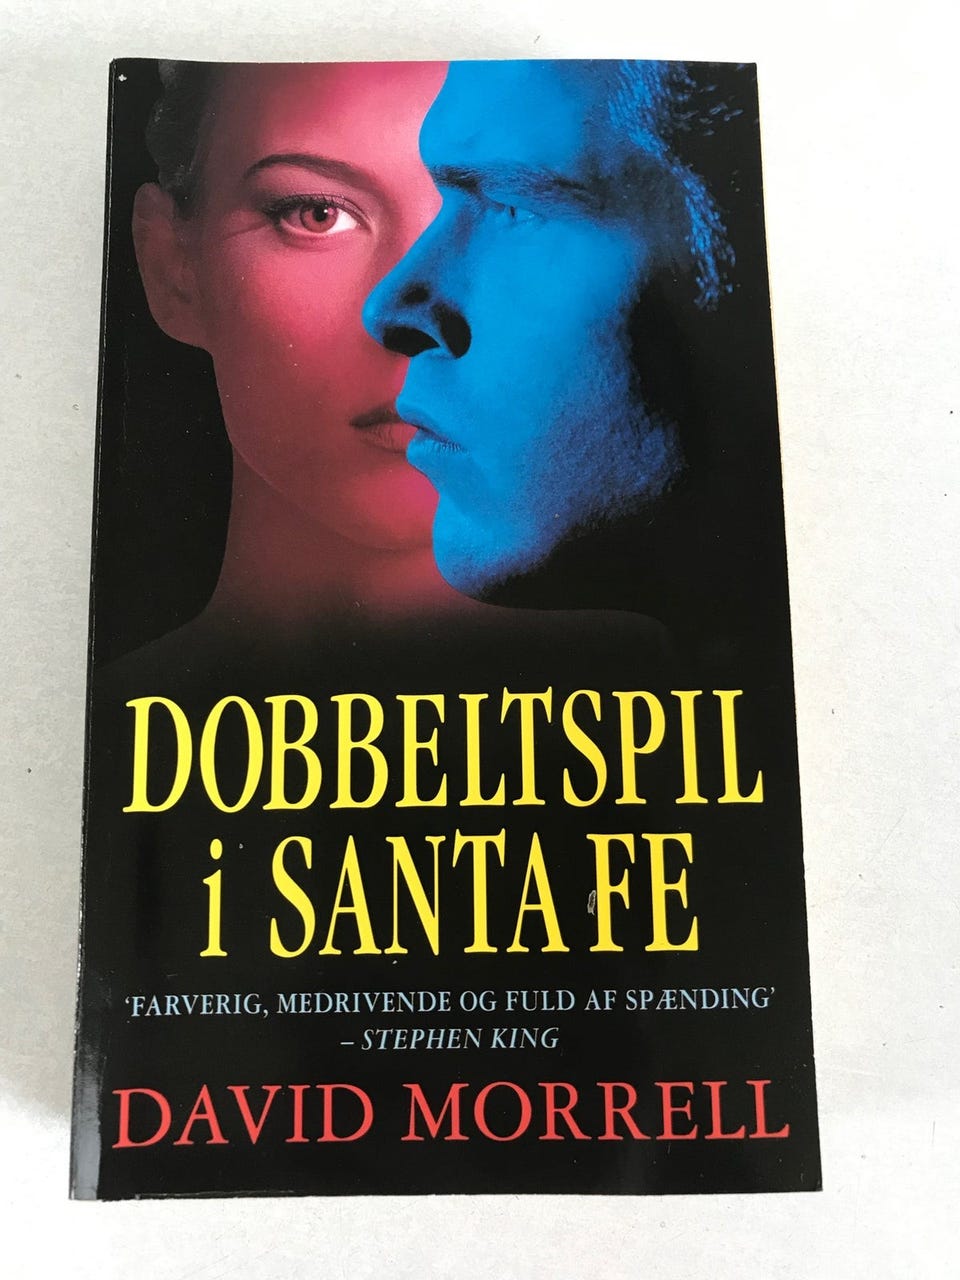 DOBBELTSPIL
i SANTA FE
'FARVERIG, MEDRIVENDE OG FULD AF SPÆNDING'
– STEPHEN KING
DAVID MORRELL